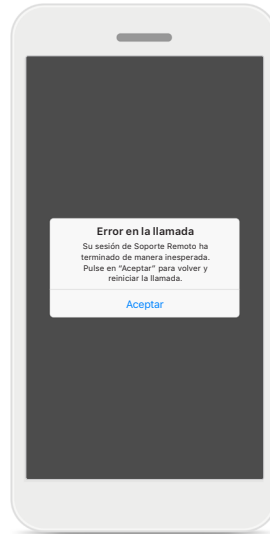 Error en la llamada
Su sesión de Soporte Remoto ha
terminado de manera inesperada.
Pulse en “Aceptar” para volver y
reiniciar la llamada.
Aceptar